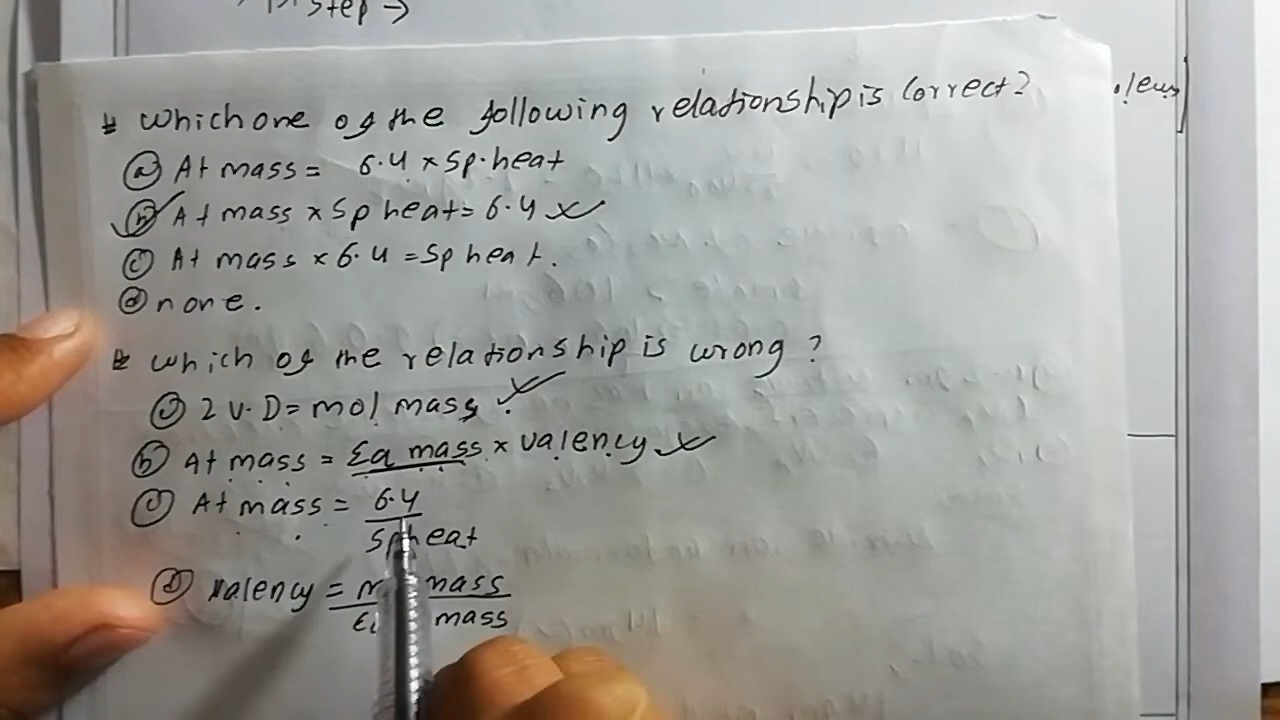 1st step →
# which one of the following relationship is correct?
(a) At mass = 6.4 x sp. heat
(b) At mass x sp heat = 6.4
(c) At mass x 6.4 = sp heat.
(d) none.
# which of the relationship is wrong?
(a) 2 V.D = mol mass
(b) At mass = Eq mass x valency
(c) At mass = 6.4
sp heat
(d) valency = mass
mass